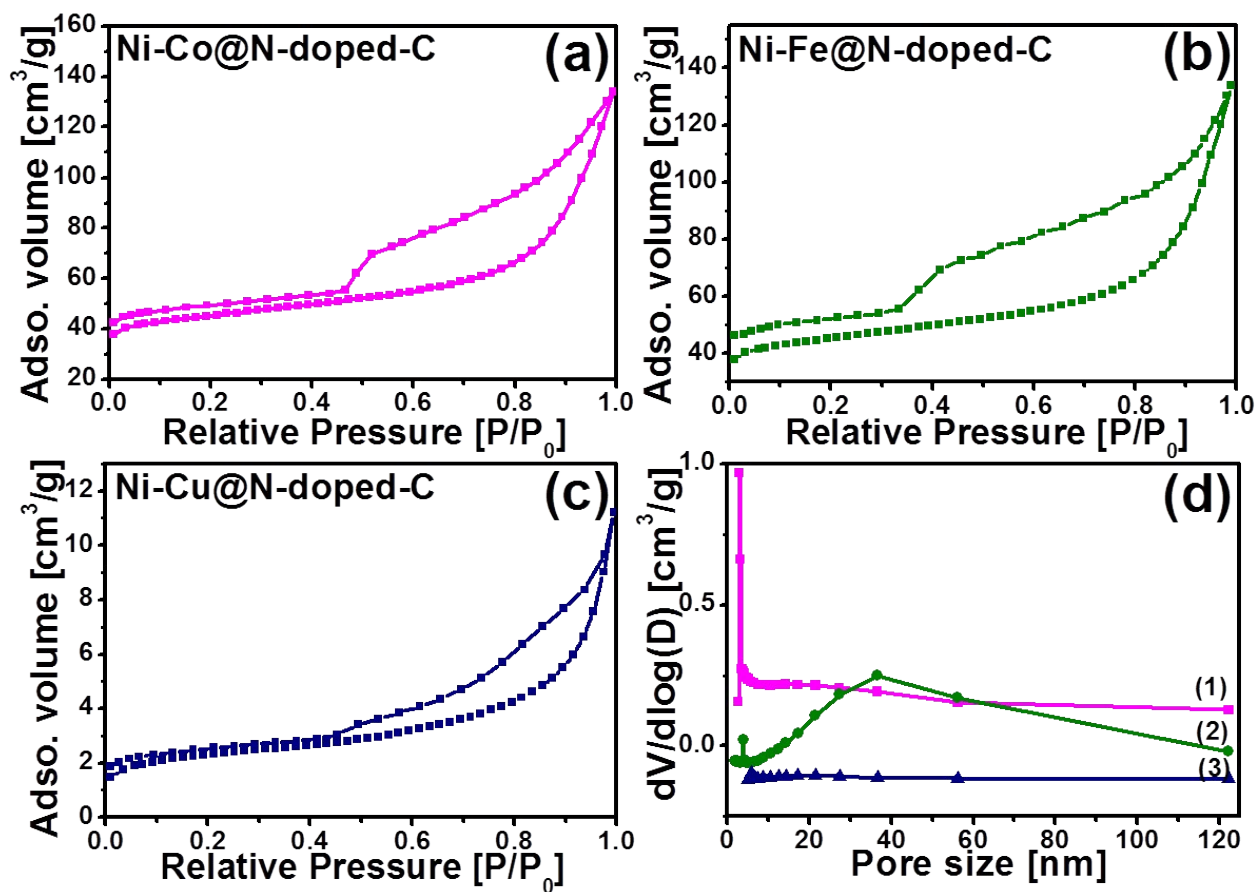 Ni-Co@N-doped-C
(a)
Adso. volume [cm³/g]
160
140
120
100
80
60
40
20
0.0 0.2 0.4 0.6 0.8 1.0
Relative Pressure [P/P₀]
Ni-Fe@N-doped-C
(b)
Adso. volume [cm³/g]
140
120
100
80
60
40
0.0 0.2 0.4 0.6 0.8 1.0
Relative Pressure [P/P₀]
Ni-Cu@N-doped-C
(c)
Adso. volume [cm³/g]
12
10
8
6
4
2
0
0.0 0.2 0.4 0.6 0.8 1.0
Relative Pressure [P/P₀]
(d)
dV/dlog(D) [cm³/g]
1.0
0.5
0.0
(1)
(2)
(3)
0 20 40 60 80 100 120
Pore size [nm]